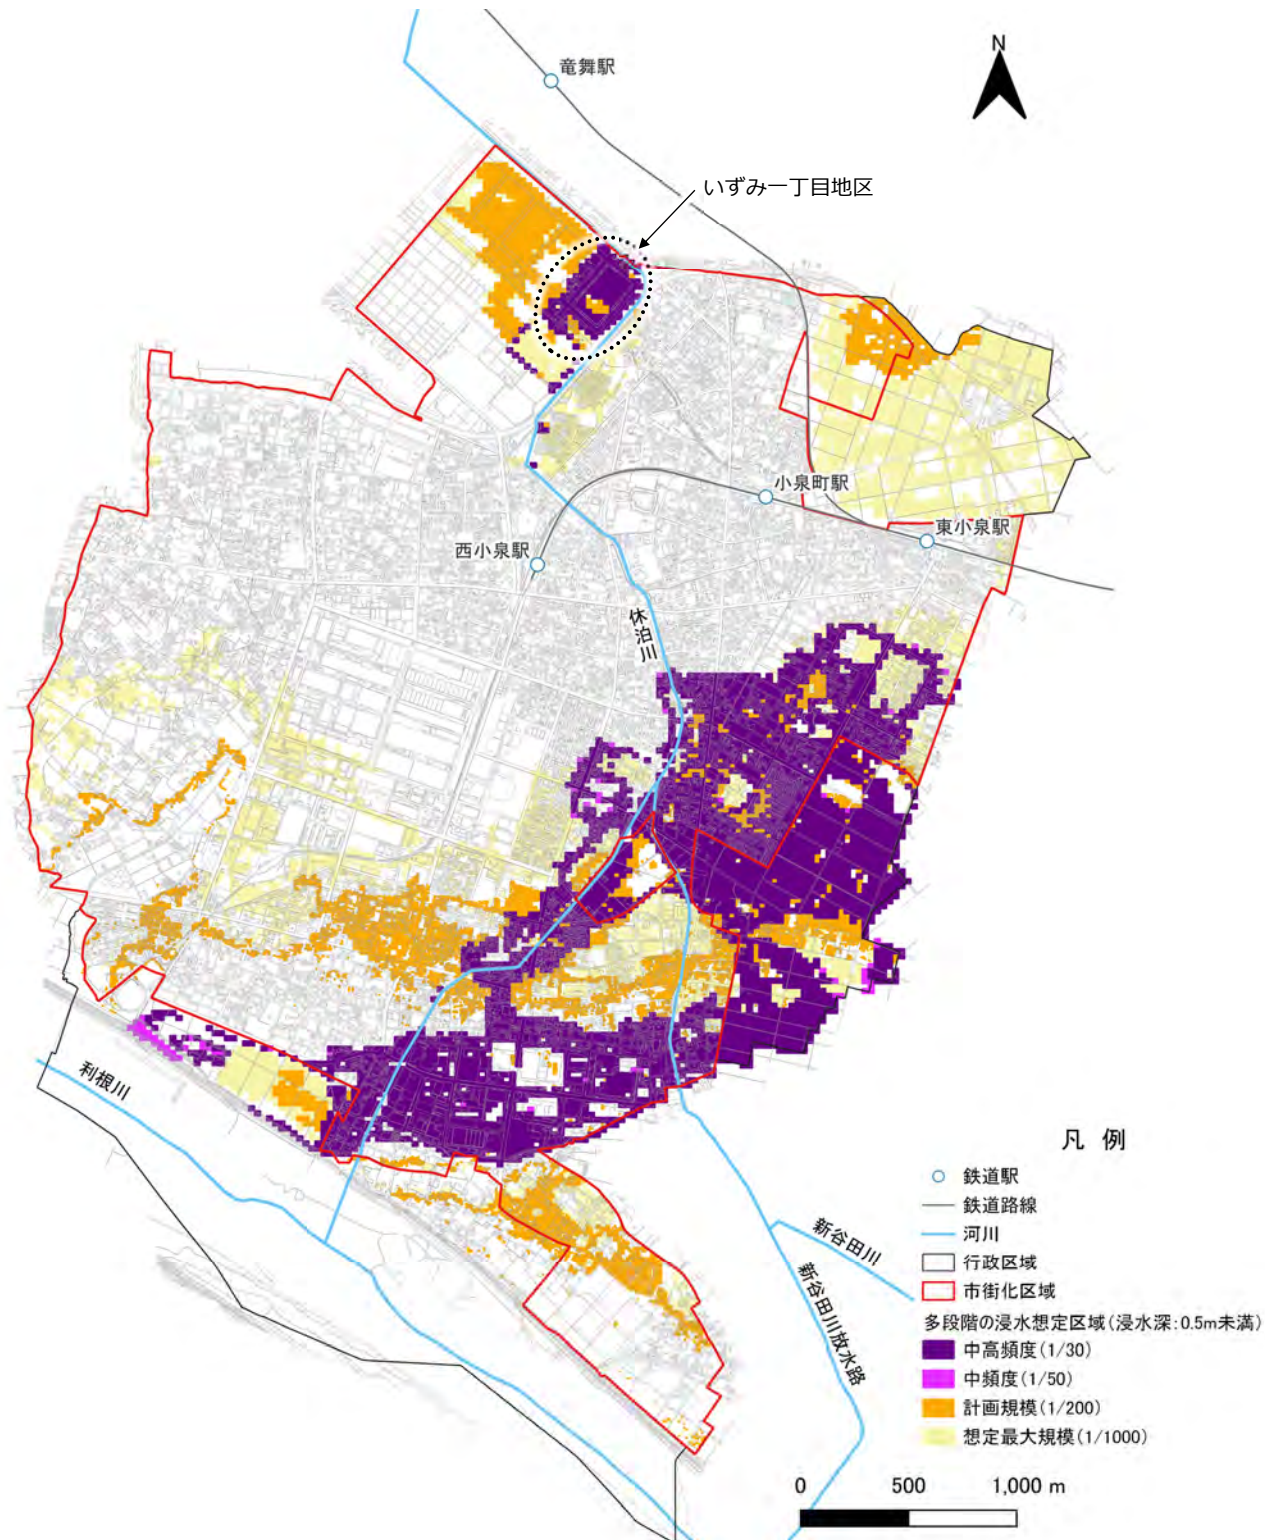 N
竜舞駅
いずみ一丁目地区
小泉町駅
東小泉駅
西小泉駅
休泊川
利根川
新谷田川
新谷田川放水路
凡 例
鉄道駅
鉄道路線
河川
行政区域
市街化区域
多段階の浸水想定区域(浸水深:0.5m未満)
中高頻度(1/30)
中頻度(1/50)
計画規模(1/200)
想定最大規模(1/1000)
0 500 1,000 m